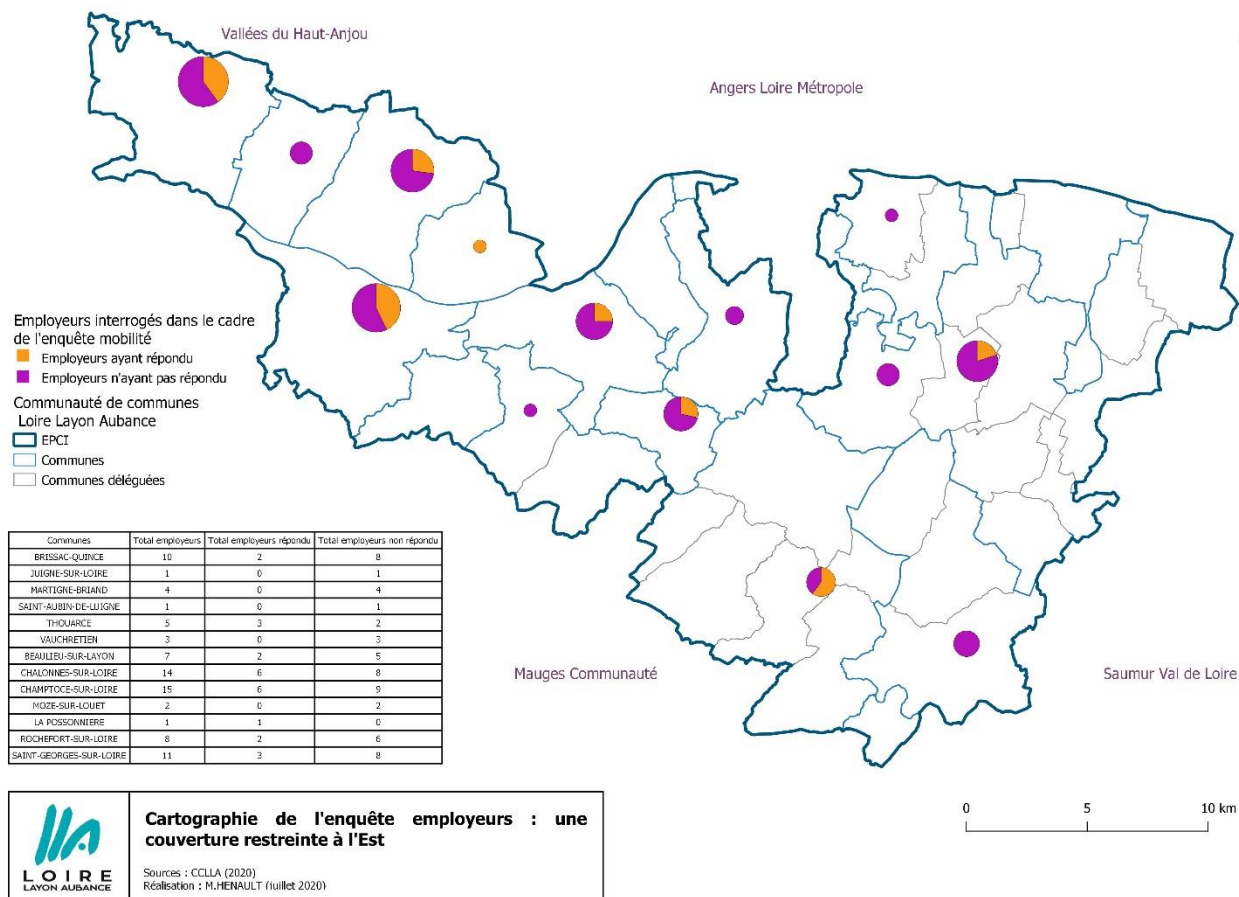 Vallées du Haut-Anjou
Angers Loire Métropole
Employeurs interrogés dans le cadre
de l'enquête mobilité
Employeurs ayant répondu
Employeurs n'ayant pas répondu
Communauté de communes
Loire Layon Aubance
EPCI
Communes
Communes déléguées
Mauges Communauté
Saumur Val de Loire
Communes Total employeurs Total employeurs répondu Total employeurs non répondu
BRISSAC-QUINCE 10 2 8
JUIGNE-SUR-LOIRE 1 0 1
MARTIGNE-BRIAND 4 0 4
SAINT-AUBIN-DE-LUIGNE 1 0 1
THOUARCE 5 3 2
VAUCHRETIEN 3 0 3
BEAULIEU-SUR-LAYON 7 2 5
CHALONNES-SUR-LOIRE 14 6 8
CHAMPTOCE-SUR-LOIRE 15 6 9
MOZE-SUR-LOUET 2 0 2
LA POSSONNIERE 1 1 0
ROCHEFORT-SUR-LOIRE 8 2 6
SAINT-GEORGES-SUR-LOIRE 11 3 8
0 5 10 km
LOIRE
LAYON AUBANCE
Cartographie de l'enquête employeurs : une
couverture restreinte à l'Est
Sources : CCLLA (2020)
Réalisation : M.HENAULT (juillet 2020)